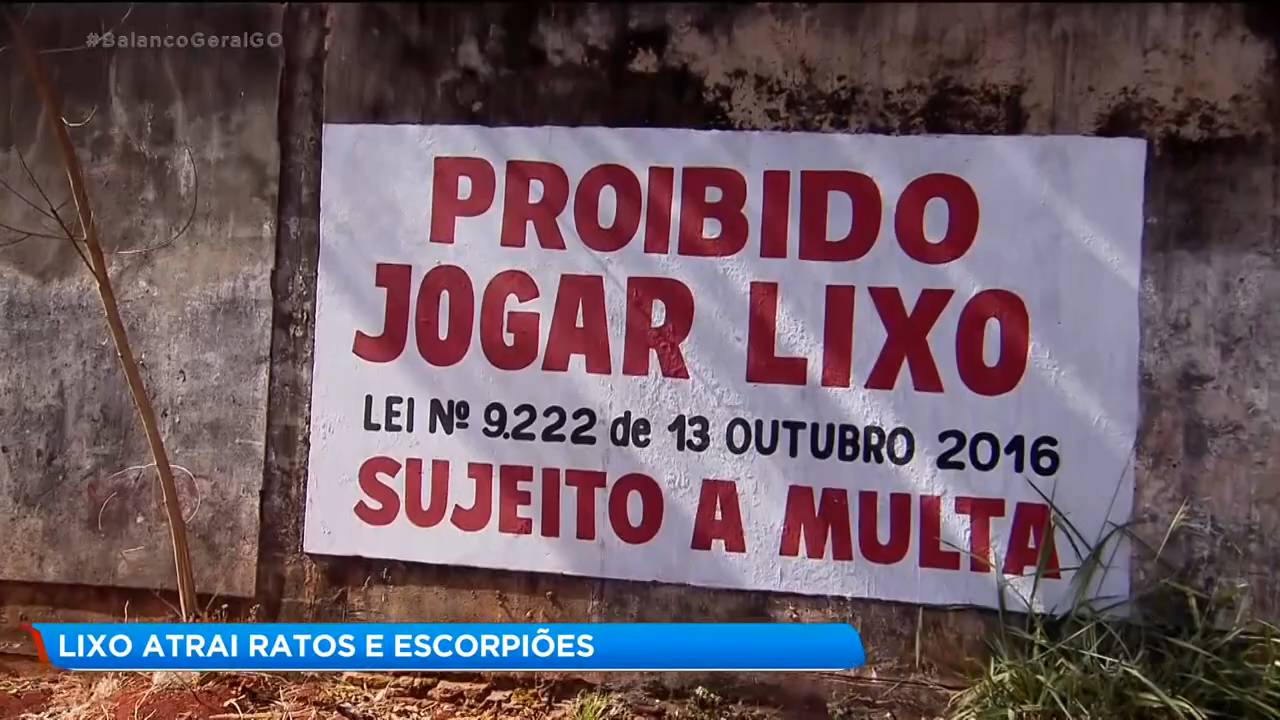 #BalancoGeralGO
PROIBIDO
JOGAR LIXO
LEI Nº 9.222 de 13 OUTUBRO 2016
SUJEITO A MULTA
LIXO ATRAI RATOS E ESCORPIÕES